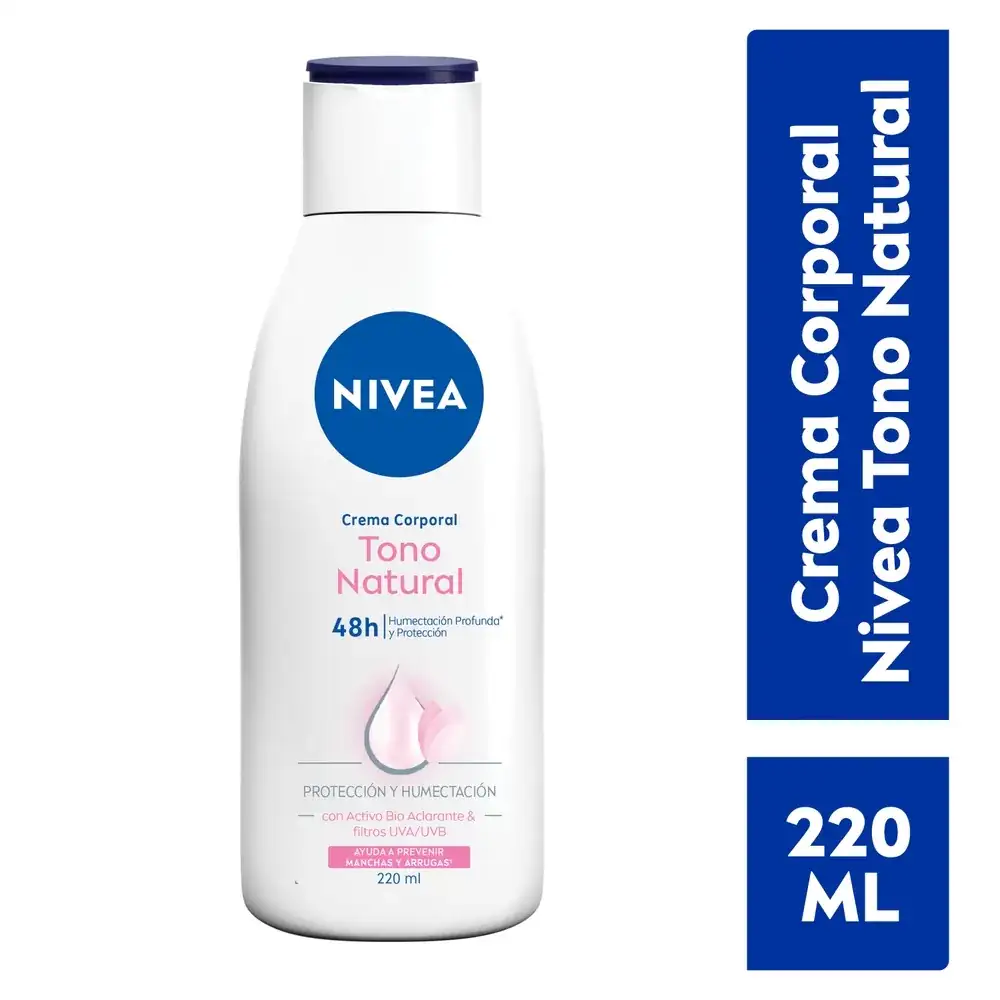 NIVEA
Crema Corporal
Tono
Natural
48h
Humectación Profunda*
y Protección
PROTECCIÓN Y HUMECTACIÓN
con Activo Bio Aclarante &
filtros UVA/UVB
AYUDA A PREVENIR
MANCHAS Y ARRUGAS*
220 ml
Crema Corporal
Nivea Tono Natural
220
ML